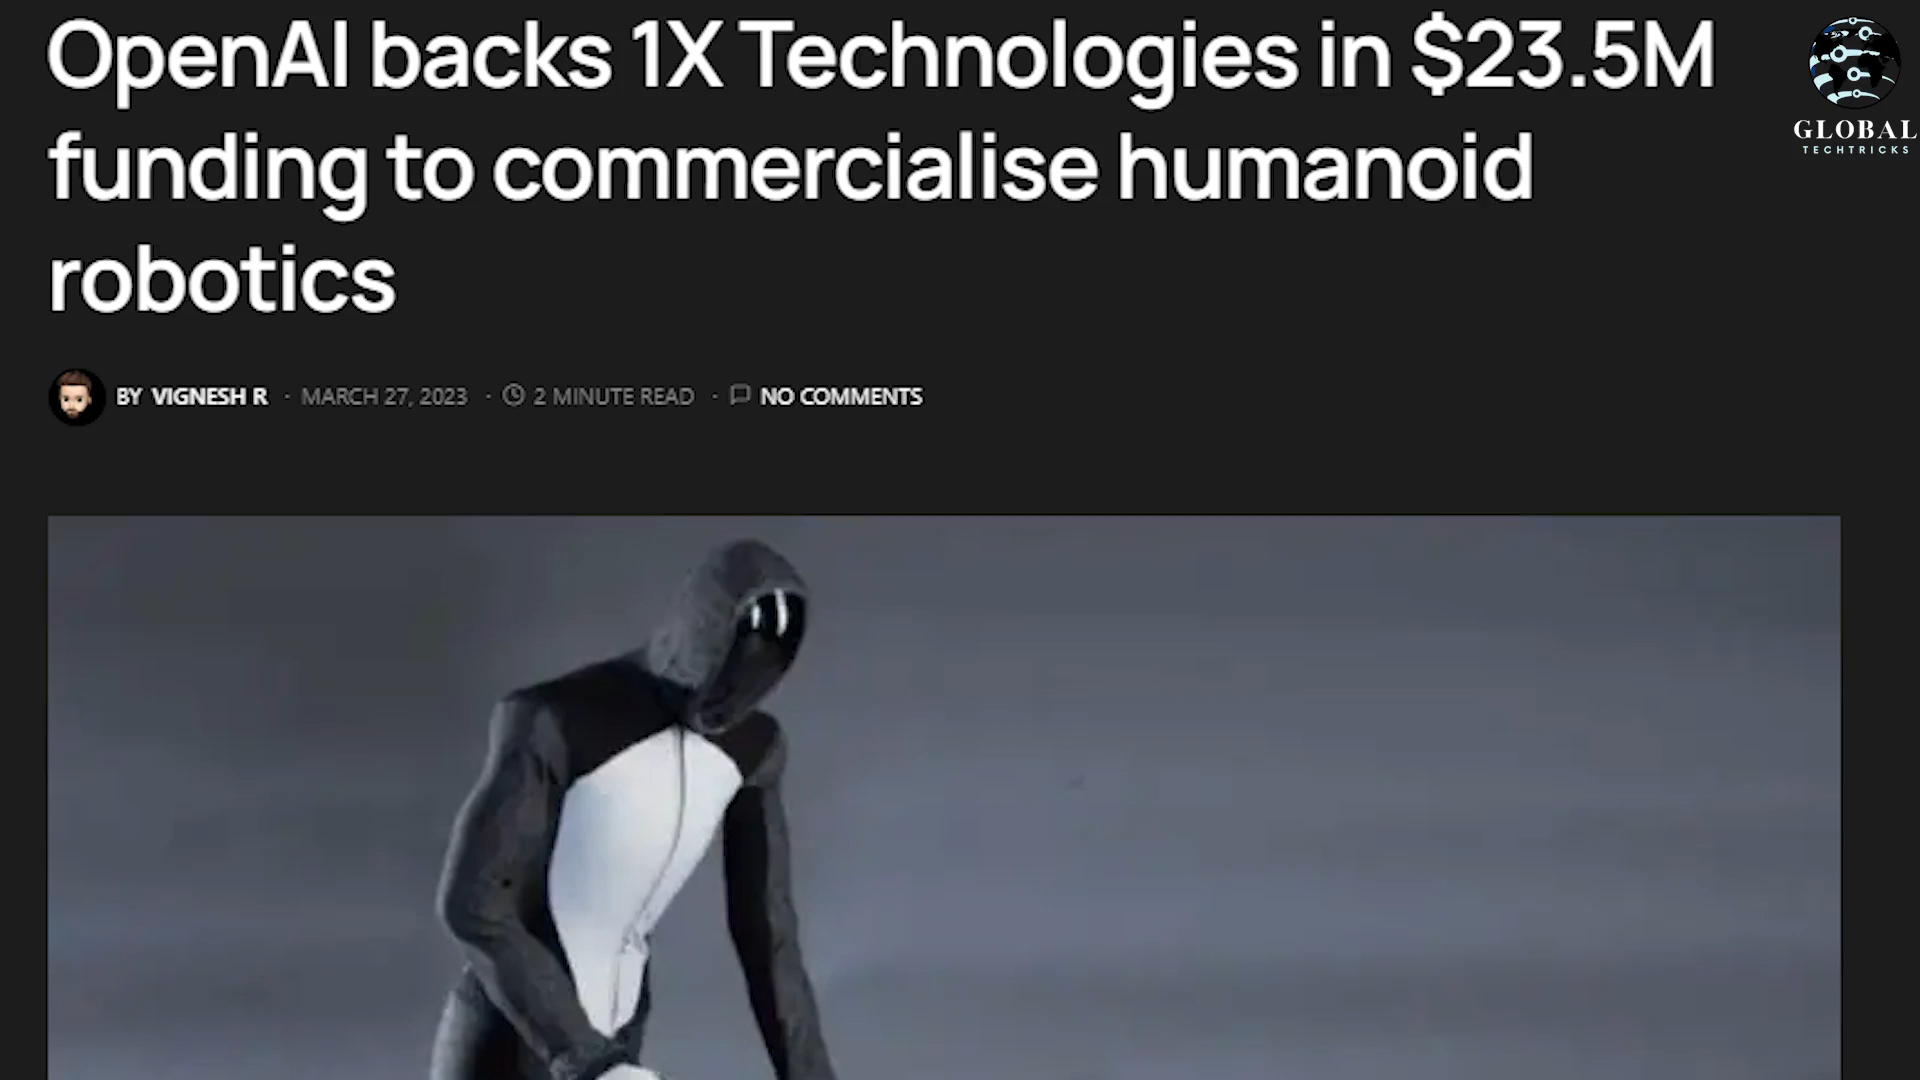 OpenAI backs 1X Technologies in $23.5M
funding to commercialise humanoid
robotics
GLOBAL
TECHTRICKS
BY VIGNESH R · MARCH 27, 2023 · 2 MINUTE READ · NO COMMENTS